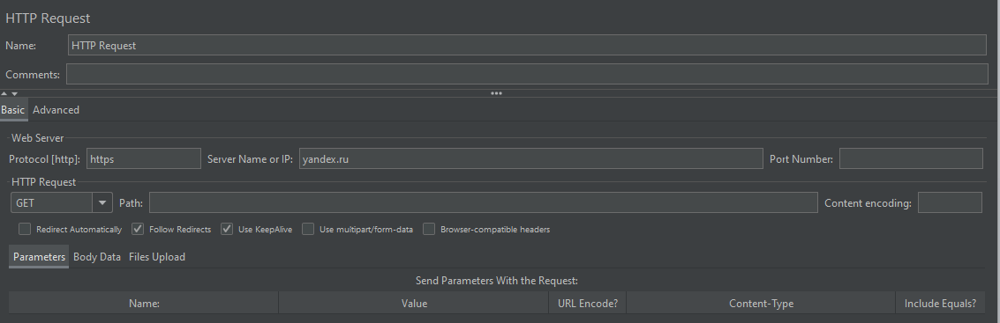 HTTP Request
Name: HTTP Request
Comments:
Basic Advanced
Web Server
Protocol [http]: https Server Name or IP: yandex.ru Port Number:
HTTP Request
GET Path: Content encoding:
Redirect Automatically Follow Redirects Use KeepAlive Use multipart/form-data Browser-compatible headers
Parameters Body Data Files Upload
Send Parameters With the Request:
Name: Value URL Encode? Content-Type Include Equals?